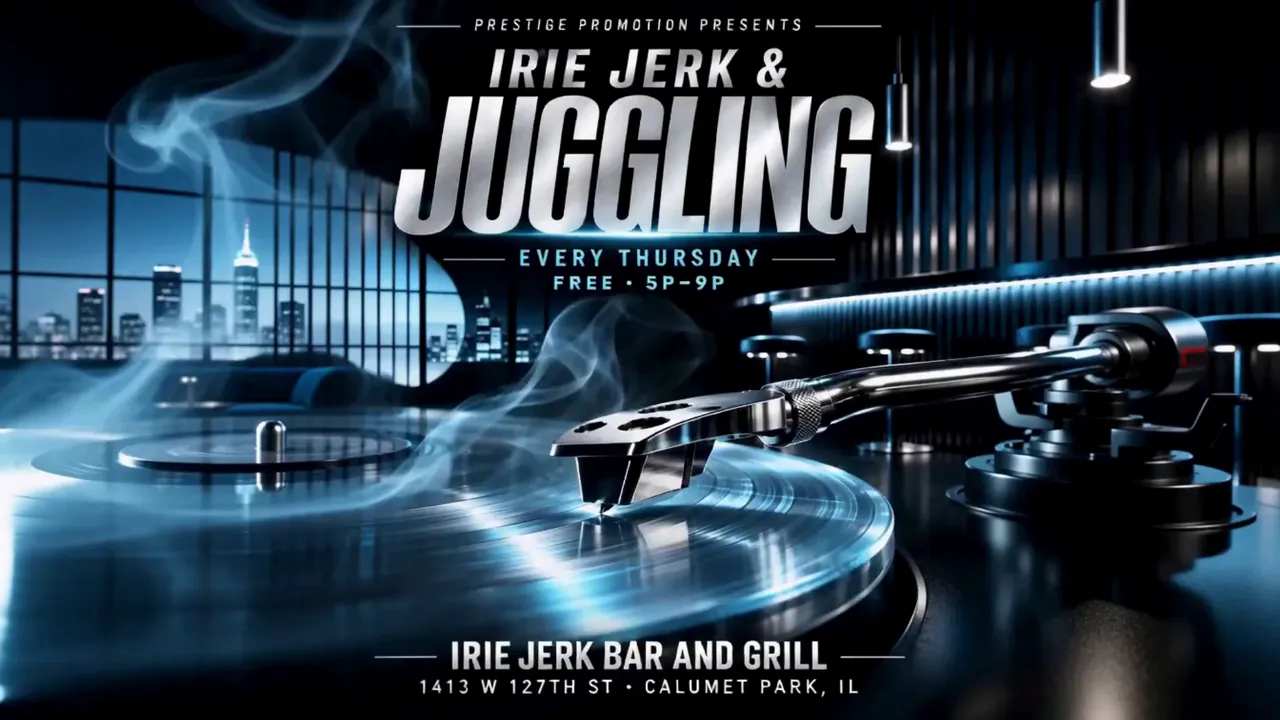 PRESTIGE PROMOTION PRESENTS
IRIE JERK &
JUGGLING
EVERY THURSDAY
FREE • 5P-9P
IRIE JERK BAR AND GRILL
1413 W 127TH ST • CALUMET PARK, IL